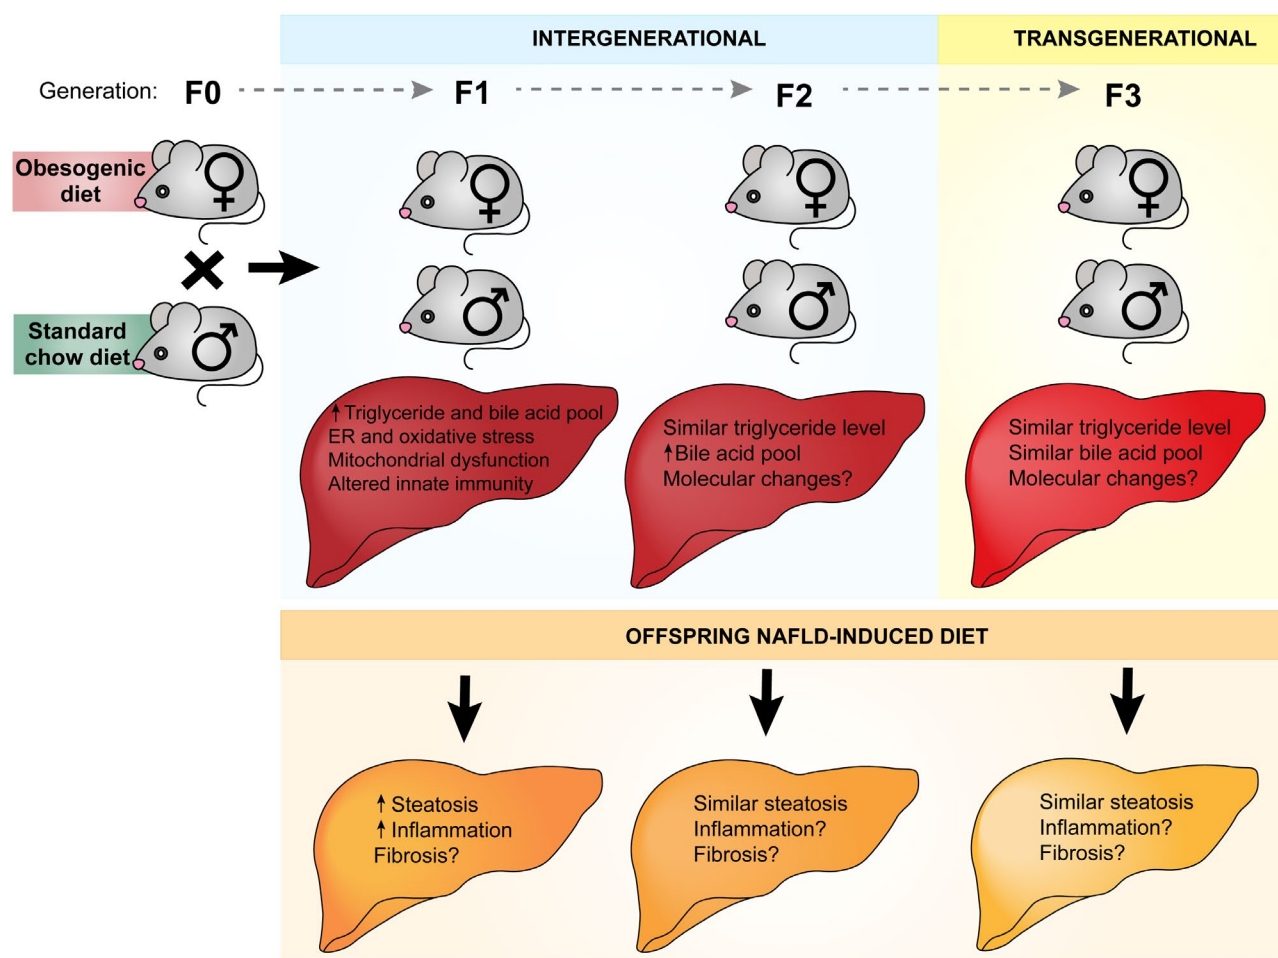 INTERGENERATIONAL
TRANSGENERATIONAL
Generation: F0 F1 F2 F3
Obesogenic
diet
Standard
chow diet
↑Triglyceride and bile acid pool
ER and oxidative stress
Mitochondrial dysfunction
Altered innate immunity
Similar triglyceride level
↑Bile acid pool
Molecular changes?
Similar triglyceride level
Similar bile acid pool
Molecular changes?
OFFSPRING NAFLD-INDUCED DIET
↑ Steatosis
↑ Inflammation
Fibrosis?
Similar steatosis
Inflammation?
Fibrosis?
Similar steatosis
Inflammation?
Fibrosis?